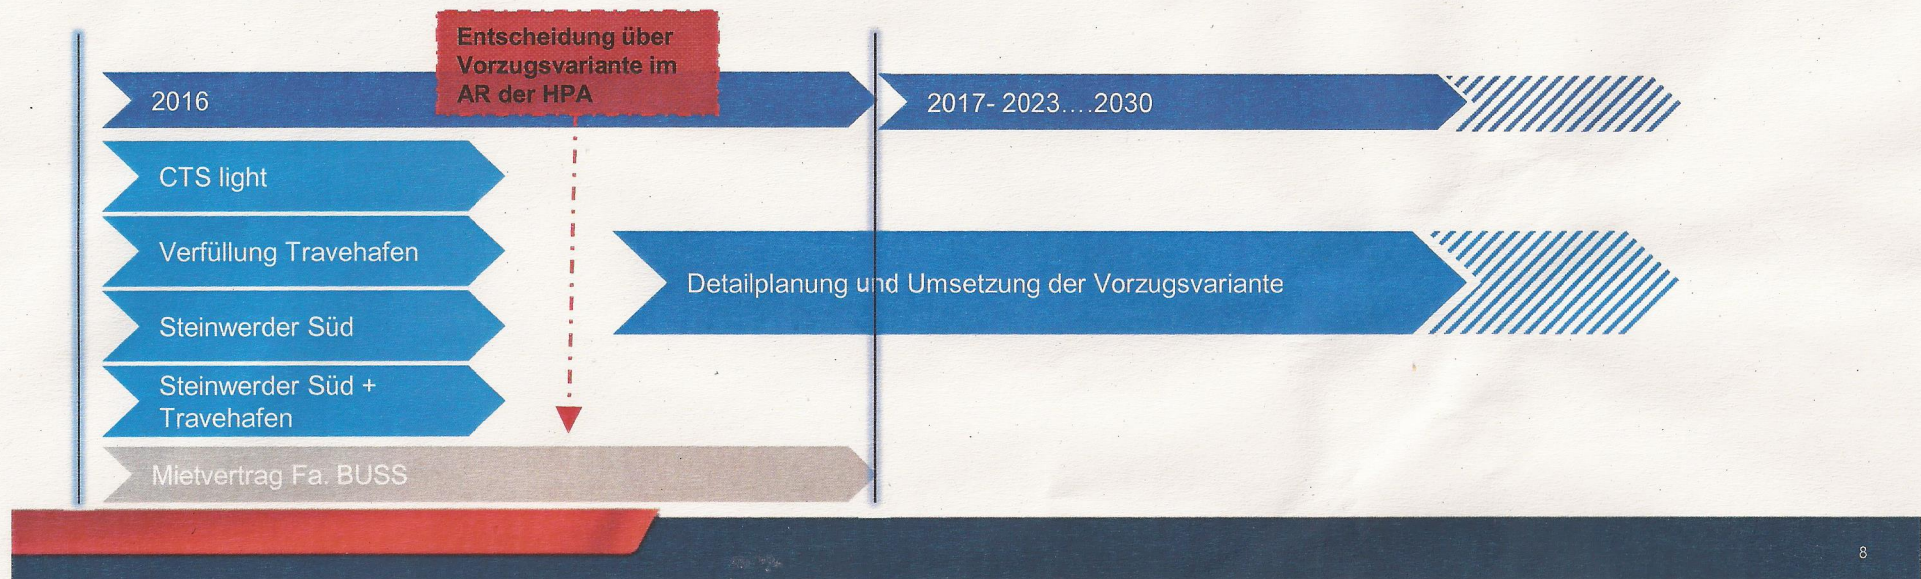 Entscheidung über
Vorzugsvariante im
AR der HPA
2016
2017- 2023....2030
CTS light
Verfüllung Travehafen
Steinwerder Süd
Steinwerder Süd +
Travehafen
Detailplanung und Umsetzung der Vorzugsvariante
Mietvertrag Fa. BUSS
8